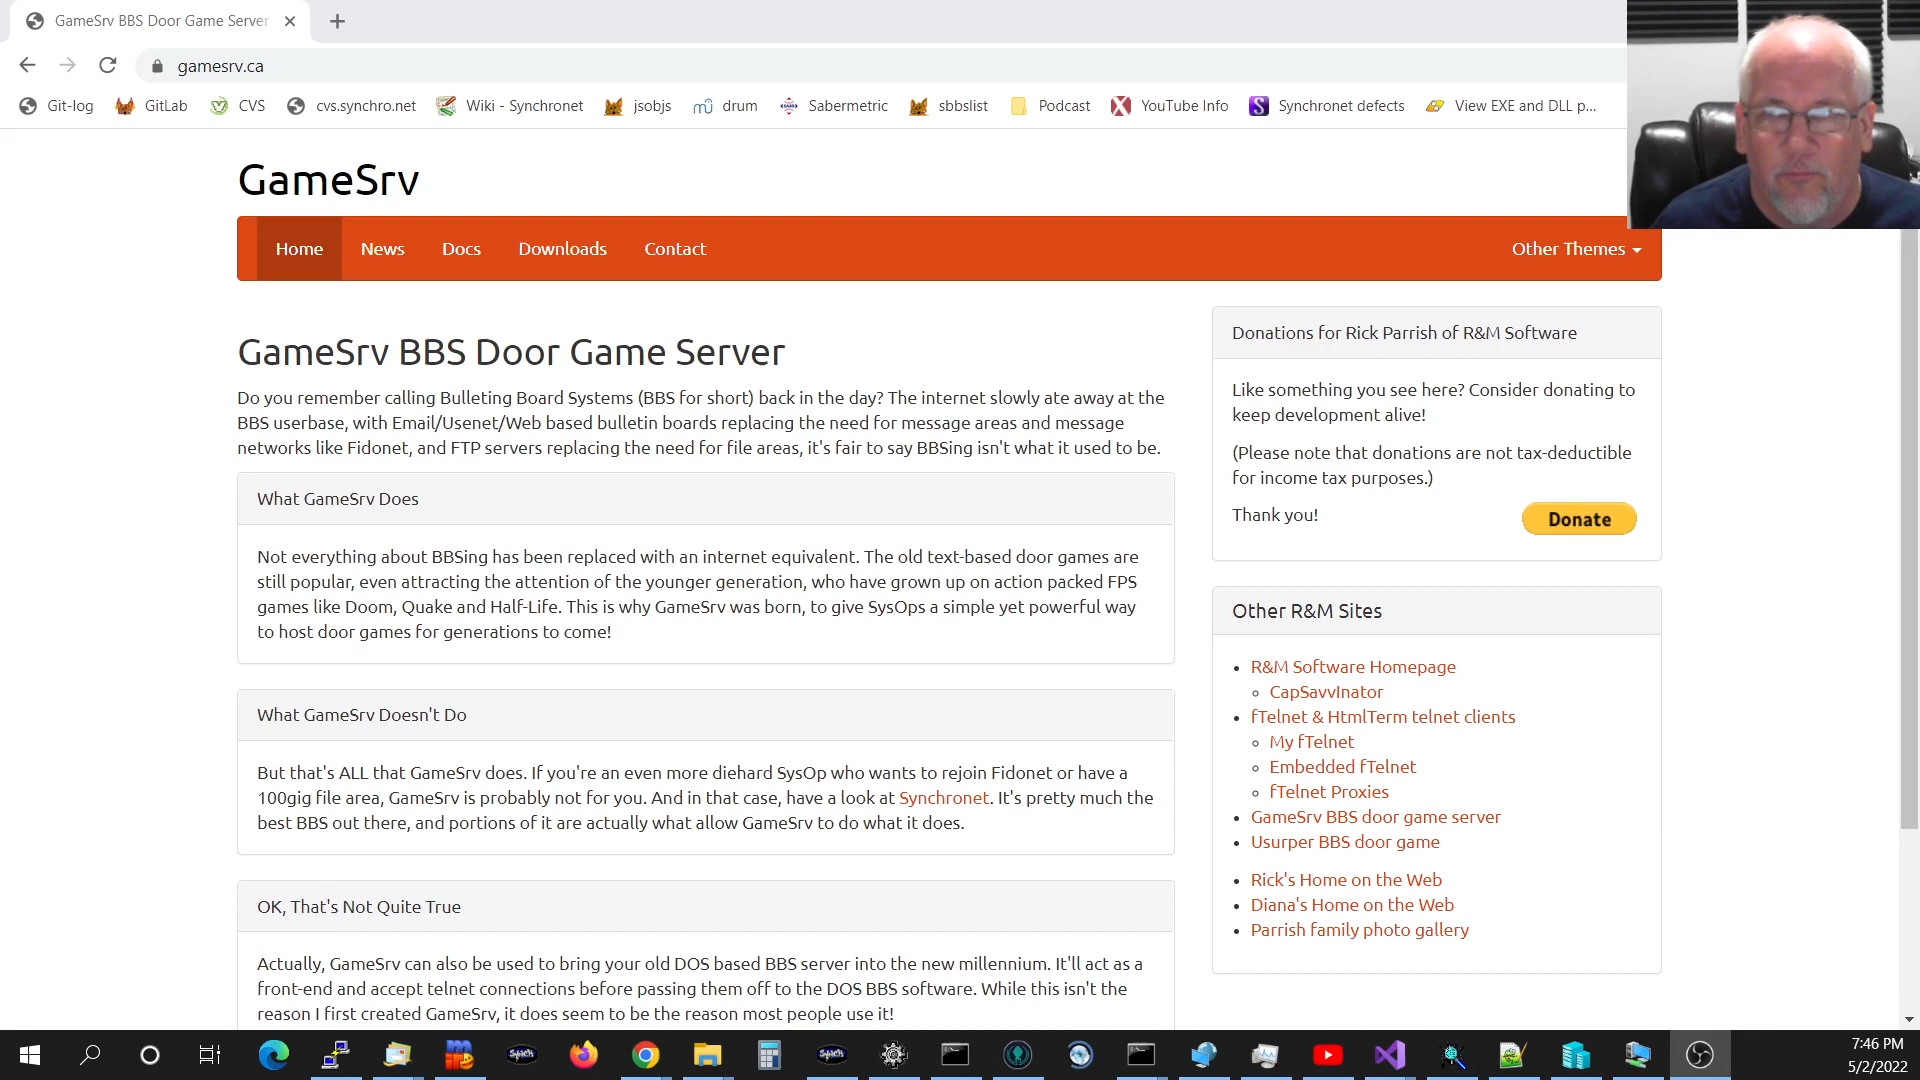 GameSrv BBS Door Game Server
gamesrv.ca
Git-log GitLab CVS cvs.synchro.net Wiki - Synchronet jsobjs drum Sabermetric sbbslist Podcast YouTube Info Synchronet defects View EXE and DLL p...
GameSrv
Home News Docs Downloads Contact Other Themes
GameSrv BBS Door Game Server
Do you remember calling Bulleting Board Systems (BBS for short) back in the day? The internet slowly ate away at the
BBS userbase, with Email/Usenet/Web based bulletin boards replacing the need for message areas and message
networks like Fidonet, and FTP servers replacing the need for file areas, it's fair to say BBSing isn't what it used to be.
What GameSrv Does
Not everything about BBSing has been replaced with an internet equivalent. The old text-based door games are
still popular, even attracting the attention of the younger generation, who have grown up on action packed FPS
games like Doom, Quake and Half-Life. This is why GameSrv was born, to give SysOps a simple yet powerful way
to host door games for generations to come!
What GameSrv Doesn't Do
But that's ALL that GameSrv does. If you're an even more diehard SysOp who wants to rejoin Fidonet or have a
100gig file area, GameSrv is probably not for you. And in that case, have a look at Synchronet. It's pretty much the
best BBS out there, and portions of it are actually what allow GameSrv to do what it does.
OK, That's Not Quite True
Actually, GameSrv can also be used to bring your old DOS based BBS server into the new millennium. It'll act as a
front-end and accept telnet connections before passing them off to the DOS BBS software. While this isn't the
reason I first created GameSrv, it does seem to be the reason most people use it!
Donations for Rick Parrish of R&M Software
Like something you see here? Consider donating to
keep development alive!
(Please note that donations are not tax-deductible
for income tax purposes.)
Thank you!
Donate
Other R&M Sites
R&M Software Homepage
CapSavvInator
fTelnet & HtmlTerm telnet clients
My fTelnet
Embedded fTelnet
fTelnet Proxies
GameSrv BBS door game server
Usurper BBS door game
Rick's Home on the Web
Diana's Home on the Web
Parrish family photo gallery
7:46 PM
5/2/2022